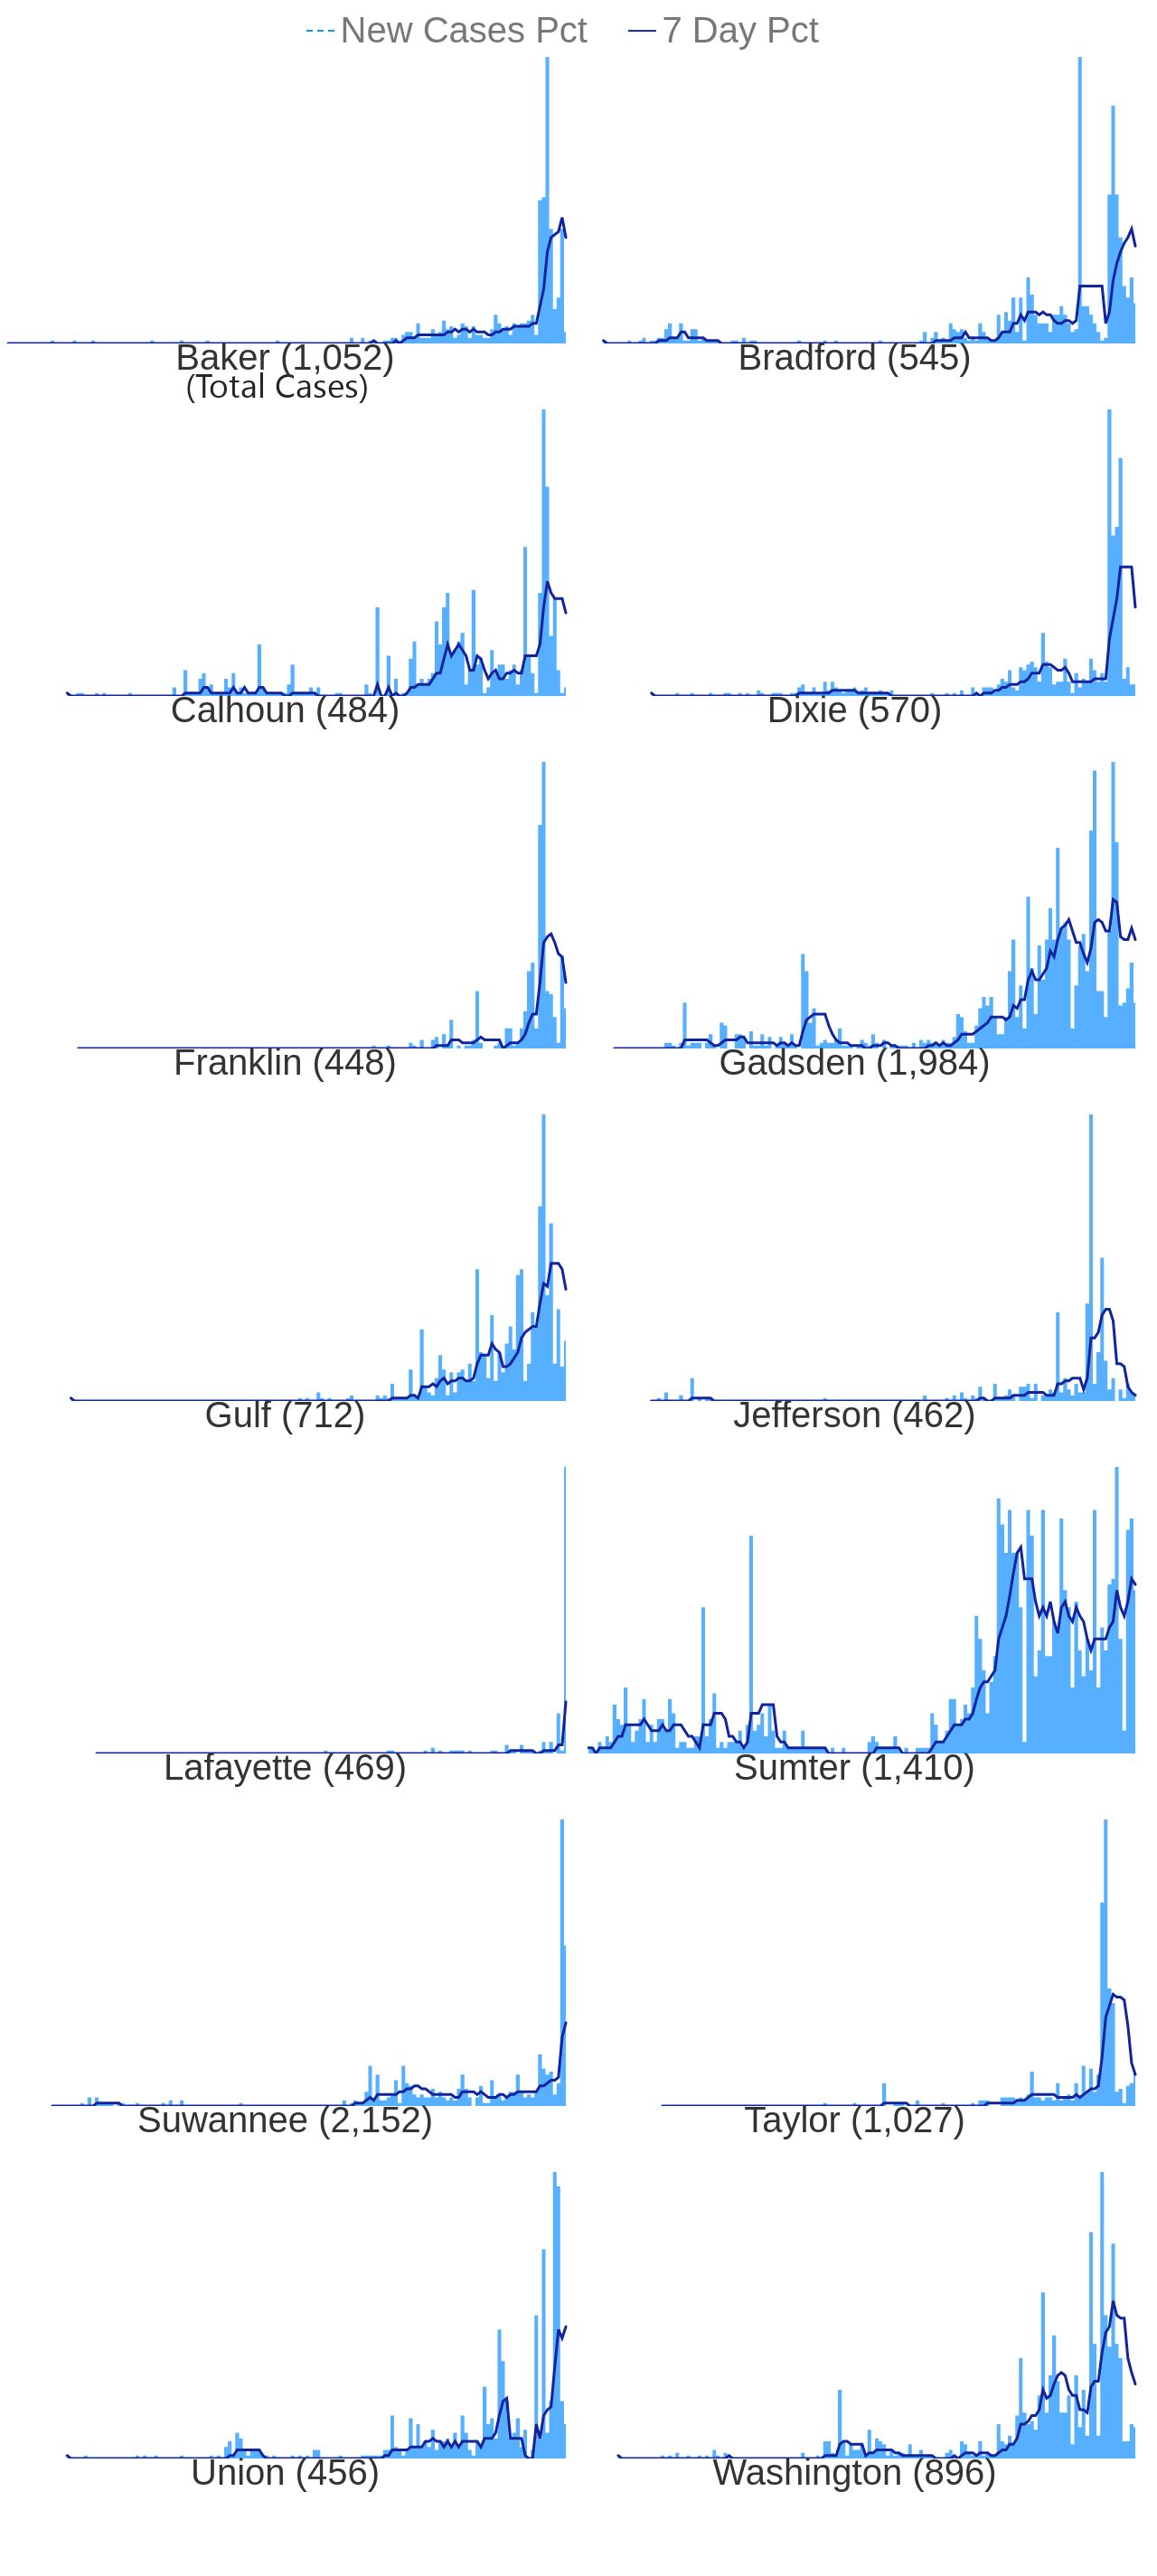 New Cases Pct 7 Day Pct
Baker (1,052) Bradford (545)
(Total Cases)
Calhoun (484) Dixie (570)
Franklin (448) Gadsden (1,984)
Gulf (712) Jefferson (462)
Lafayette (469) Sumter (1,410)
Suwannee (2,152) Taylor (1,027)
Union (456) Washington (896)